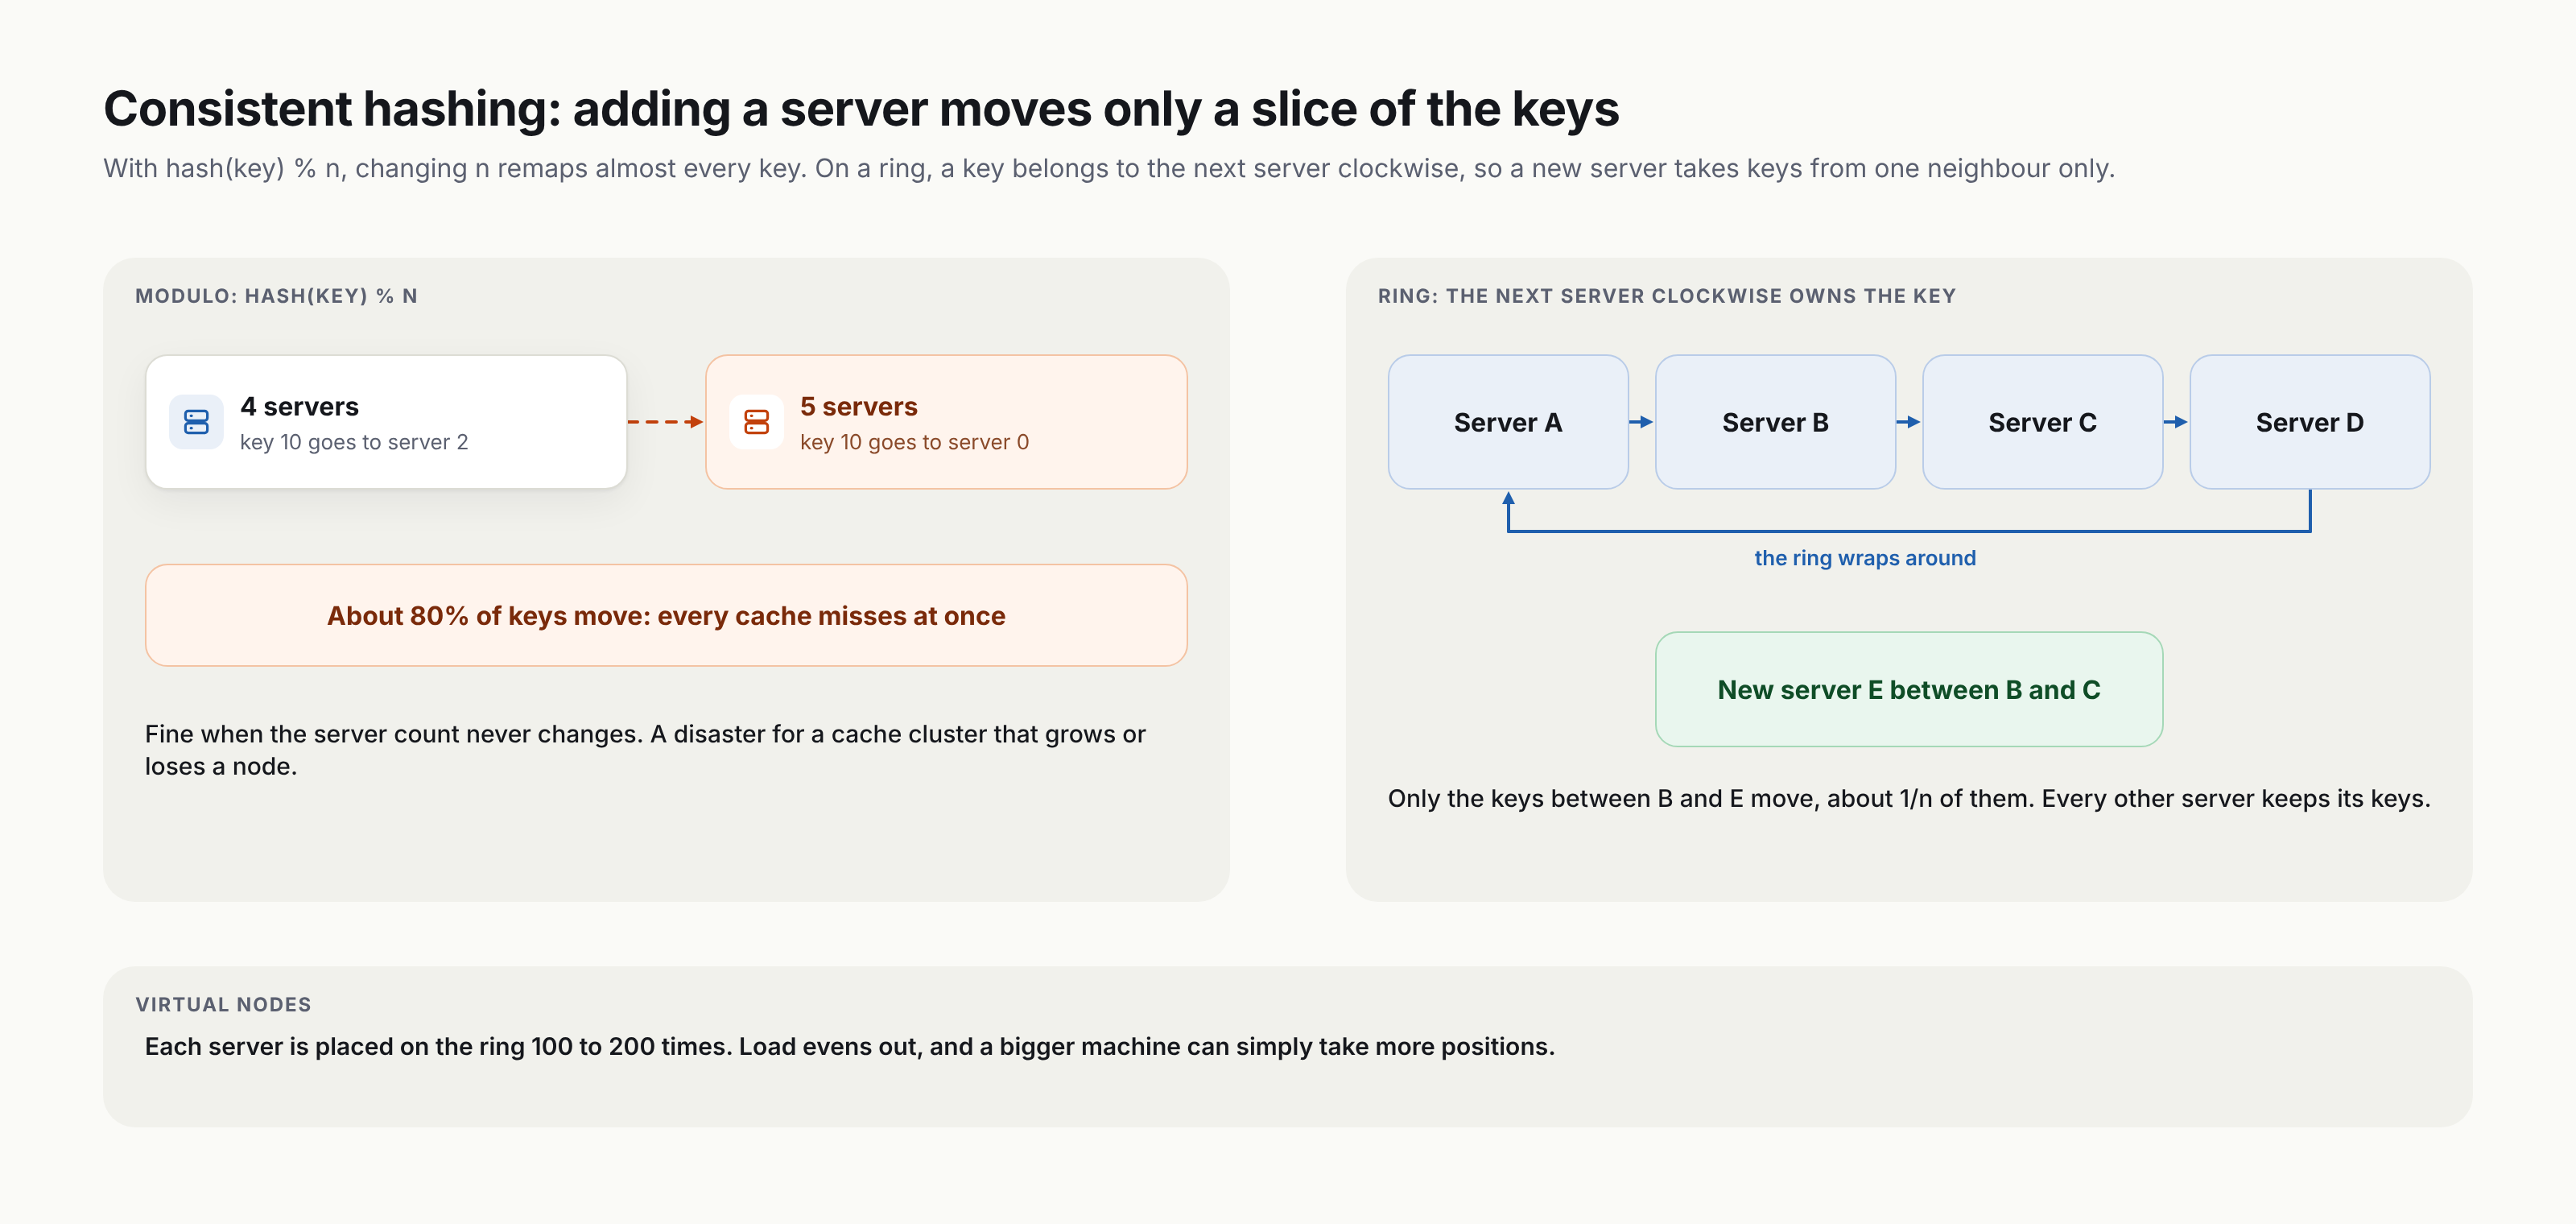 Consistent hashing: adding a server moves only a slice of the keys
With hash(key) % n, changing n remaps almost every key. On a ring, a key belongs to the next server clockwise, so a new server takes keys from one neighbour only.
MODULO: HASH(KEY) % N
4 servers
key 10 goes to server 2
5 servers
key 10 goes to server 0
About 80% of keys move: every cache misses at once
Fine when the server count never changes. A disaster for a cache cluster that grows or
loses a node.
RING: THE NEXT SERVER CLOCKWISE OWNS THE KEY
Server A
Server B
Server C
Server D
the ring wraps around
New server E between B and C
Only the keys between B and E move, about 1/n of them. Every other server keeps its keys.
VIRTUAL NODES
Each server is placed on the ring 100 to 200 times. Load evens out, and a bigger machine can simply take more positions.